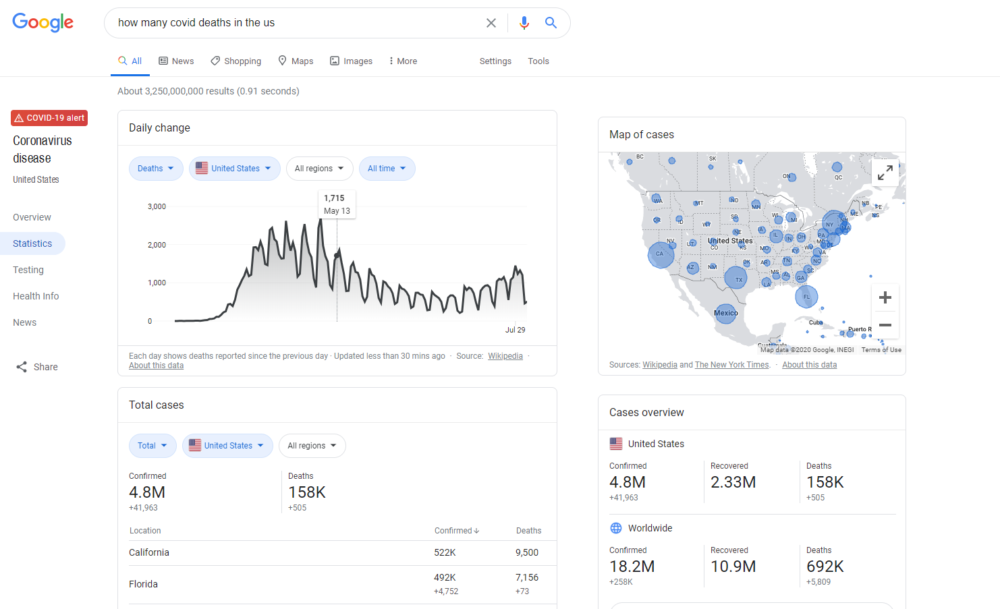 Google
how many covid deaths in the us
All
News
Shopping
Maps
Images
More
Settings
Tools
About 3,250,000,000 results (0.91 seconds)
COVID-19 alert
Coronavirus
disease
United States
Overview
Statistics
Testing
Health Info
News
Share
Daily change
Deaths
United States
All regions
All time
1,715
May 13
3,000
2,000
1,000
0
Jul 29
Each day shows deaths reported since the previous day · Updated less than 30 mins ago · Source: Wikipedia ·
About this data
Total cases
Total
United States
All regions
Confirmed
4.8M
+41,963
Deaths
158K
+505
Location Confirmed Deaths
California 522K 9,500
Florida 492K 7,156
+4,752 +73
Map of cases
BC
SK
ON
QC
NB
PE
NS
ME
WA
MT
ND
MN
OR
ID
WY
SD
WI
MI
NY
NH
MA
IA
NE
IL
IN
OH
PA
MD
DE
NV
UT
CO
United States
KS
MO
KY
WV
VA
CA
AZ
NM
OK
AR
TN
NC
SC
MS
AL
GA
TX
LA
FL
Mexico
Cuba
Puerto R
Guatemala
Map data ©2020 Google, INEGI Terms of Use
Sources: Wikipedia and The New York Times. · About this data
Cases overview
United States
Confirmed
4.8M
+41,963
Recovered
2.33M
Deaths
158K
+505
Worldwide
Confirmed
18.2M
+258K
Recovered
10.9M
Deaths
692K
+5,809